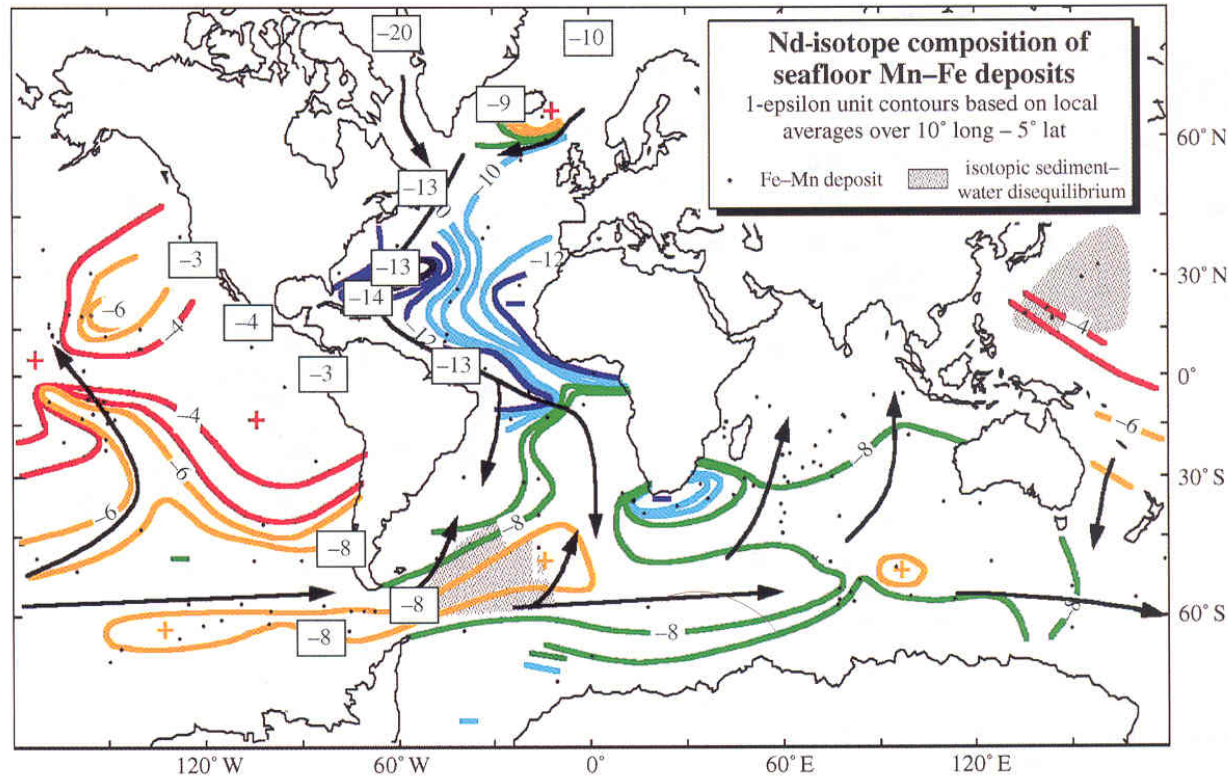 Nd-isotope composition of
seafloor Mn–Fe deposits
1-epsilon unit contours based on local
averages over 10° long – 5° lat
Fe–Mn deposit
isotopic sediment–
water disequilibrium
–20
–10
–9
+
60°N
–13
–10
–3
–13
–12
30°N
–14
–6
–4
–4
–15
–4
+
–3
–13
0°
–4
+
–6
–6
–8
30°S
–8
–6
–8
+
+
–8
–8
60°S
+
–8
–8
120°W
60°W
0°
60°E
120°E